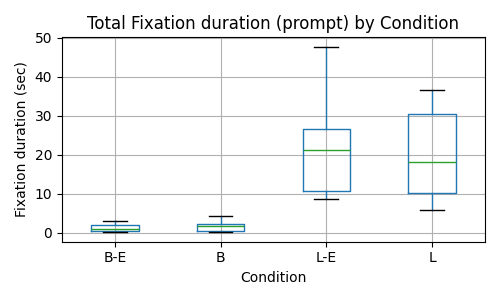 Total Fixation duration (prompt) by Condition
Fixation duration (sec)
50
40
30
20
10
0
B-E B L-E L
Condition